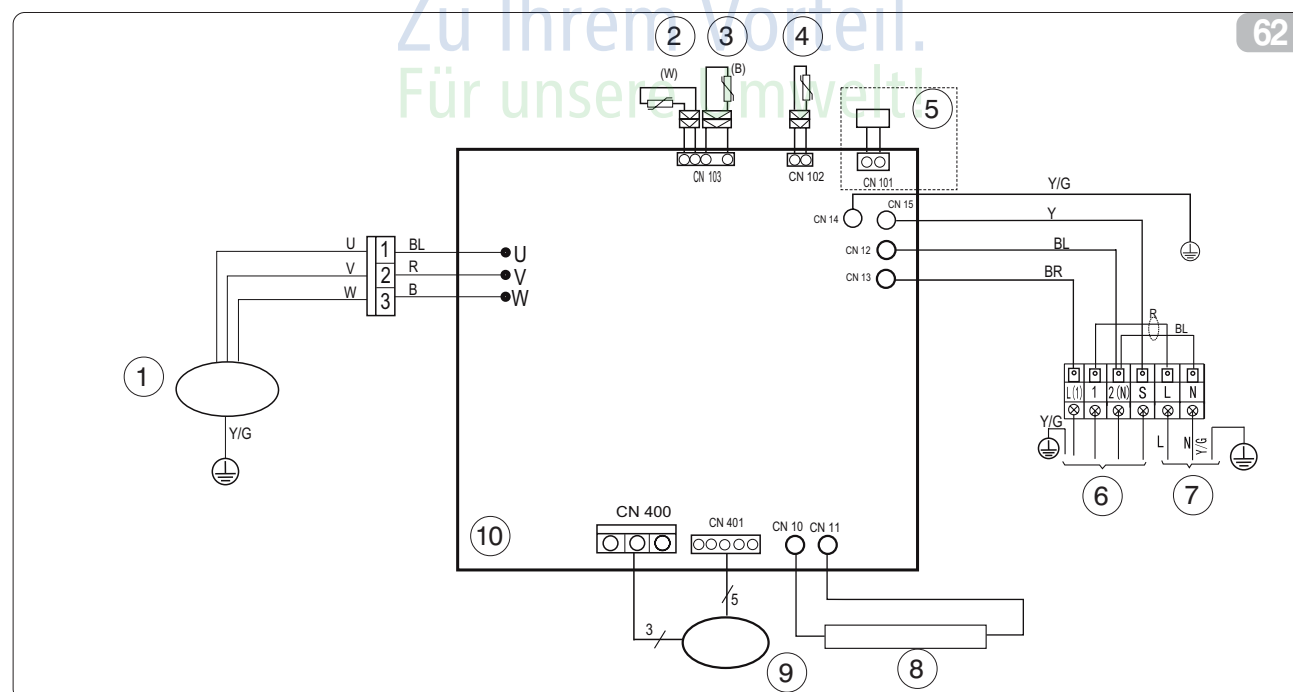 Zu Ihrem Vorteil.
Für unsere Umwelt!
62
2
3
4
5
(W)
(B)
CN 103
CN 102
CN 101
Y/G
CN 14
CN 15
Y
CN 12
BL
CN 13
BR
U
1
BL
U
V
2
R
V
W
3
B
W
1
Y/G
R
BL
L(1)
1
2(N)
S
L
N
Y/G
L
N
Y/G
6
7
10
CN 400
CN 401
CN 10
CN 11
5
3
9
8